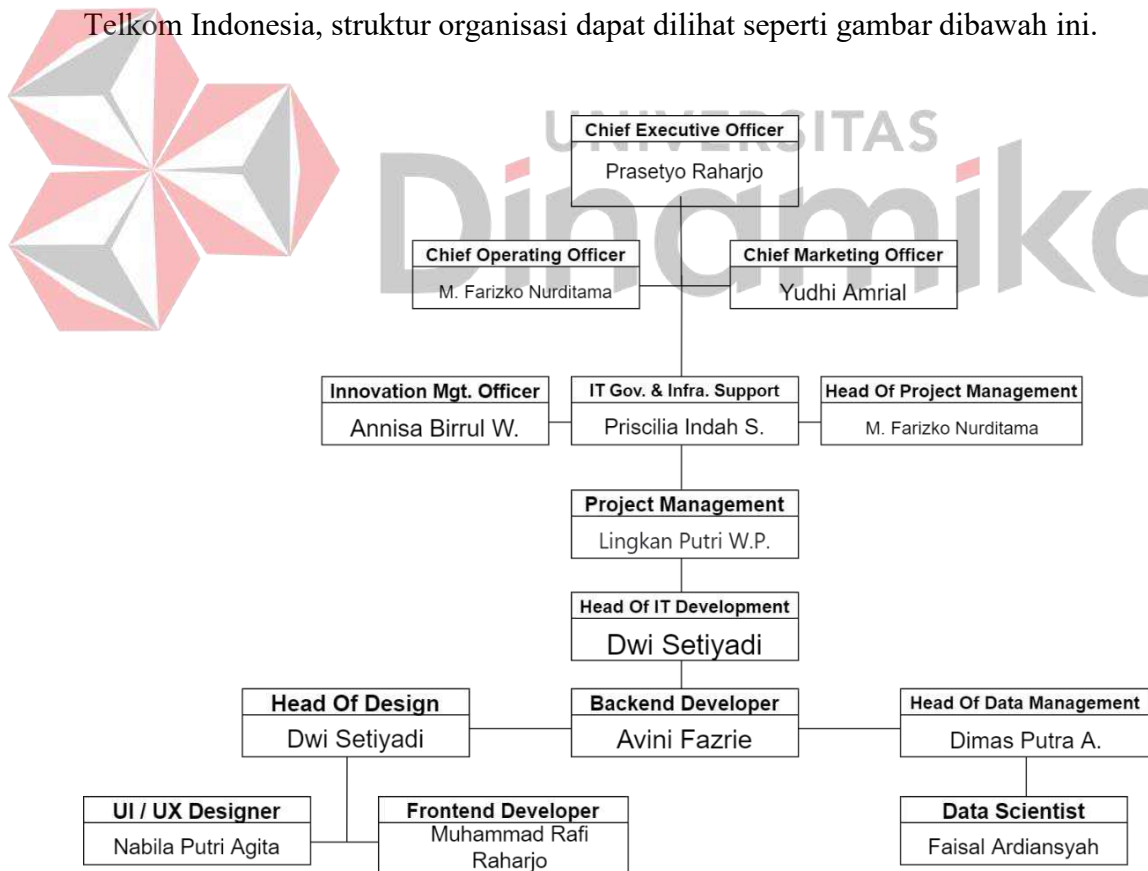 Telkom Indonesia, struktur organisasi dapat dilihat seperti gambar dibawah ini.
UNIVERSITAS
Dinamika
Chief Executive Officer
Prasetyo Raharjo
Chief Operating Officer
M. Farizko Nurditama
Chief Marketing Officer
Yudhi Amrial
Innovation Mgt. Officer
Annisa Birrul W.
IT Gov. & Infra. Support
Priscilia Indah S.
Head Of Project Management
M. Farizko Nurditama
Project Management
Lingkan Putri W.P.
Head Of IT Development
Dwi Setiyadi
Head Of Design
Dwi Setiyadi
Backend Developer
Avini Fazrie
Head Of Data Management
Dimas Putra A.
UI / UX Designer
Nabila Putri Agita
Frontend Developer
Muhammad Rafi
Raharjo
Data Scientist
Faisal Ardiansyah